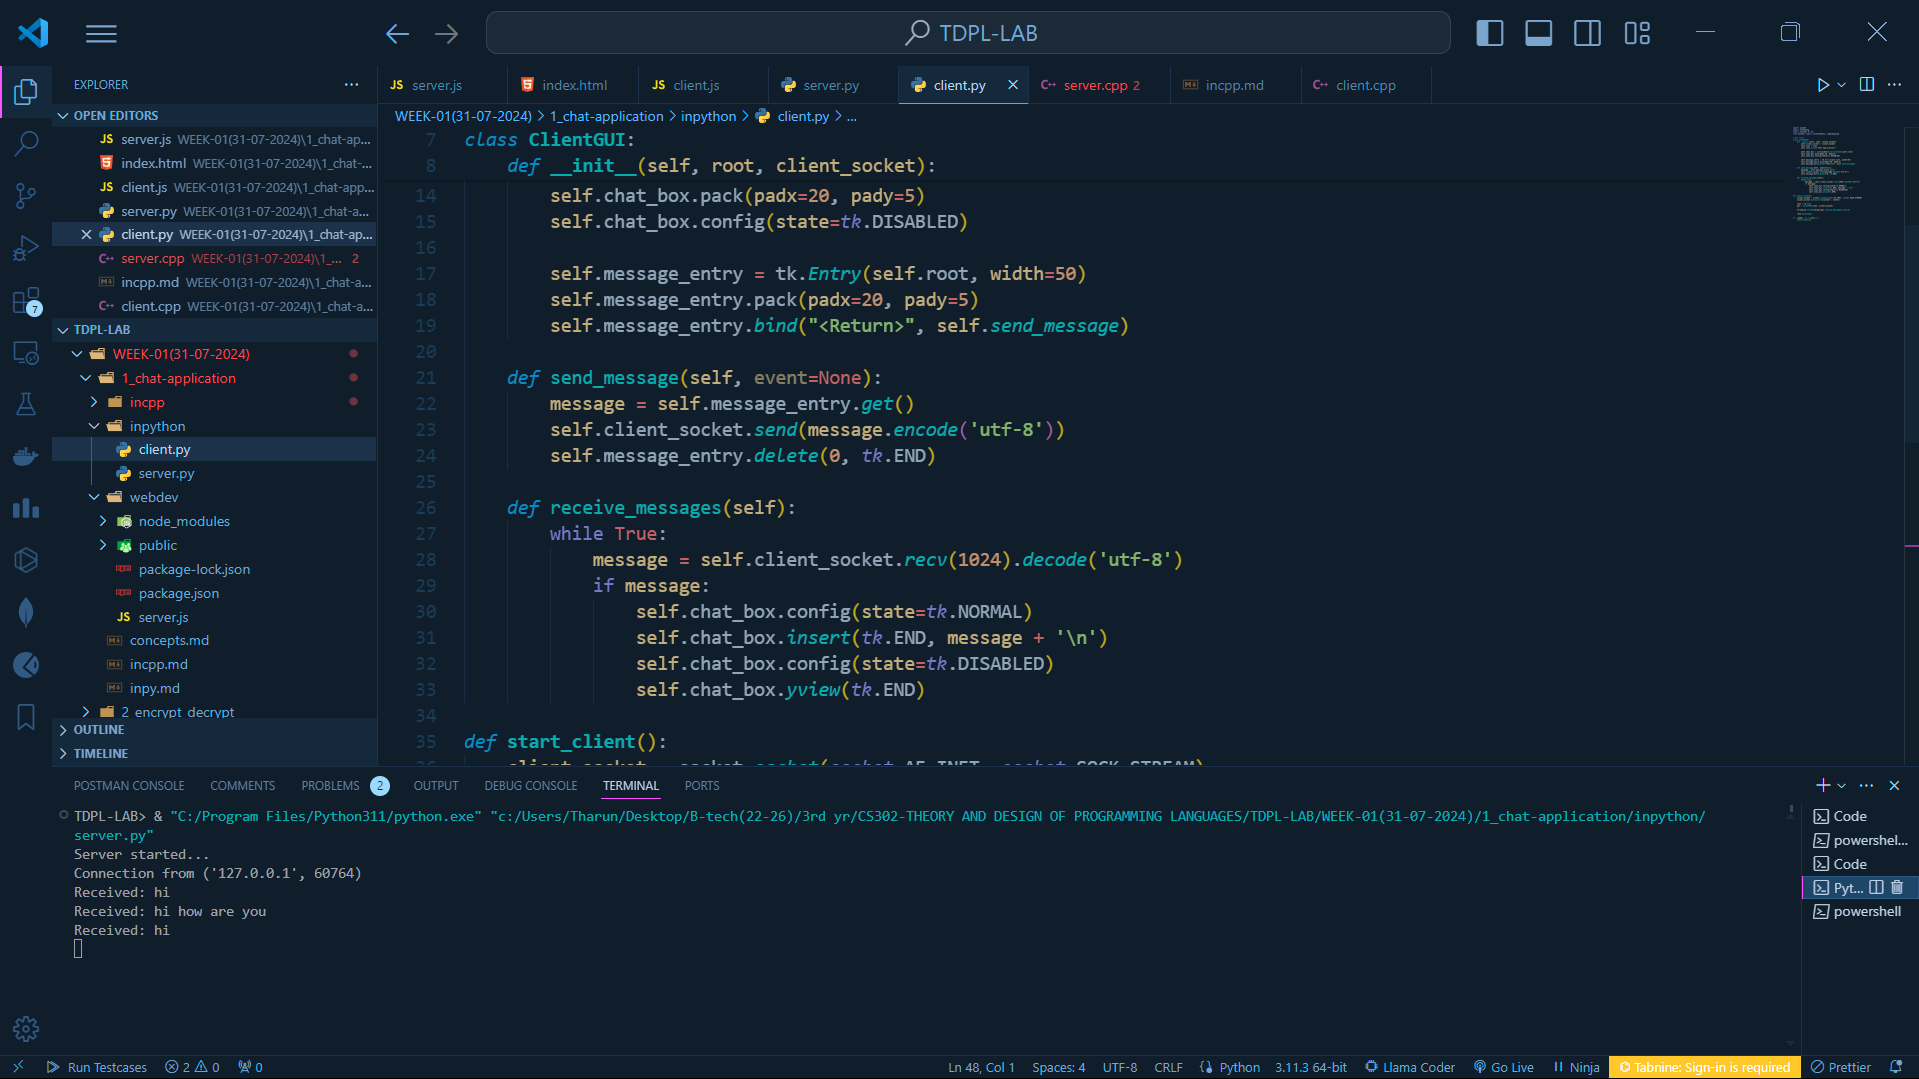 TDPL-LAB
EXPLORER
OPEN EDITORS
JS server.js WEEK-01(31-07-2024)\1_chat-ap...
index.html WEEK-01(31-07-2024)\1_chat-...
JS client.js WEEK-01(31-07-2024)\1_chat-app...
server.py WEEK-01(31-07-2024)\1_chat-a...
client.py WEEK-01(31-07-2024)\1_chat-ap...
C++ server.cpp WEEK-01(31-07-2024)\1_... 2
incpp.md WEEK-01(31-07-2024)\1_chat-a...
C++ client.cpp WEEK-01(31-07-2024)\1_chat-a...
TDPL-LAB
WEEK-01(31-07-2024)
1_chat-application
incpp
inpython
client.py
server.py
webdev
node_modules
public
package-lock.json
package.json
JS server.js
concepts.md
incpp.md
inpy.md
2_encrypt_decrypt
OUTLINE
TIMELINE
7
JS server.js
index.html
JS client.js
server.py
client.py
C++ server.cpp 2
incpp.md
C++ client.cpp
WEEK-01(31-07-2024) > 1_chat-application > inpython > client.py > ...
7 class ClientGUI:
8 def __init__(self, root, client_socket):
14 self.chat_box.pack(padx=20, pady=5)
15 self.chat_box.config(state=tk.DISABLED)
16
17 self.message_entry = tk.Entry(self.root, width=50)
18 self.message_entry.pack(padx=20, pady=5)
19 self.message_entry.bind("<Return>", self.send_message)
20
21 def send_message(self, event=None):
22 message = self.message_entry.get()
23 self.client_socket.send(message.encode('utf-8'))
24 self.message_entry.delete(0, tk.END)
25
26 def receive_messages(self):
27 while True:
28 message = self.client_socket.recv(1024).decode('utf-8')
29 if message:
30 self.chat_box.config(state=tk.NORMAL)
31 self.chat_box.insert(tk.END, message + '\n')
32 self.chat_box.config(state=tk.DISABLED)
33 self.chat_box.yview(tk.END)
34
35 def start_client():
36 client_socket = socket.socket(socket.AF_INET, socket.SOCK_STREAM)
POSTMAN CONSOLE COMMENTS PROBLEMS 2 OUTPUT DEBUG CONSOLE TERMINAL PORTS
TDPL-LAB> & "C:/Program Files/Python311/python.exe" "c:/Users/Tharun/Desktop/B-tech(22-26)/3rd yr/CS302-THEORY AND DESIGN OF PROGRAMMING LANGUAGES/TDPL-LAB/WEEK-01(31-07-2024)/1_chat-application/inpython/
server.py"
Server started...
Connection from ('127.0.0.1', 60764)
Received: hi
Received: hi how are you
Received: hi
Code
powershel...
Code
Pyt...
powershell
Run Testcases 2 0 0 Ln 48, Col 1 Spaces: 4 UTF-8 CRLF Python 3.11.3 64-bit Llama Coder Go Live Ninja Tabnine: Sign-in is required Prettier